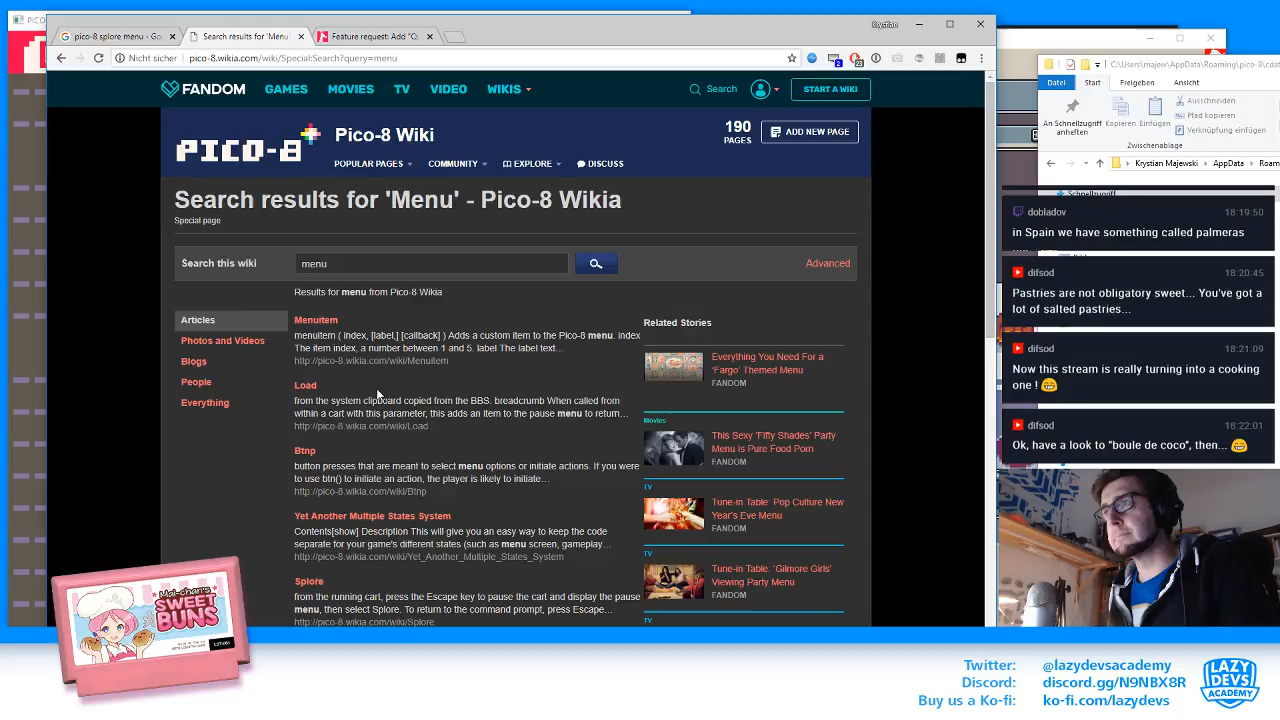 PICO
Krystian
pico-8 splore menu - Go
Search results for 'Menu'
Feature request: Add "Q
Nicht sicher
pico-8.wikia.com/wiki/Special:Search?query=menu
2
23
FANDOM
GAMES
MOVIES
TV
VIDEO
WIKIS
Search
START A WIKI
PICO-8
Pico-8 Wiki
190
PAGES
ADD NEW PAGE
POPULAR PAGES
COMMUNITY
EXPLORE
DISCUSS
Search results for 'Menu' - Pico-8 Wikia
Special page
Search this wiki
menu
Advanced
Results for menu from Pico-8 Wikia
Articles
Photos and Videos
Blogs
People
Everything
Menuitem
menuitem ( index, [label,] [callback] ) Adds a custom item to the Pico-8 menu. index
The item index, a number between 1 and 5. label The label text...
http://pico-8.wikia.com/wiki/Menuitem
Load
from the system clipboard copied from the BBS. breadcrumb When called from
within a cart with this parameter, this adds an item to the pause menu to return...
http://pico-8.wikia.com/wiki/Load
Btnp
button presses that are meant to select menu options or initiate actions. If you were
to use btn() to initiate an action, the player is likely to initiate...
http://pico-8.wikia.com/wiki/Btnp
Yet Another Multiple States System
Contents[show] Description This will give you an easy way to keep the code
separate for your game's different states (such as menu screen, gameplay...
http://pico-8.wikia.com/wiki/Yet_Another_Multiple_States_System
Splore
from the running cart, press the Escape key to pause the cart and display the pause
menu, then select Splore. To return to the command prompt, press Escape...
http://pico-8.wikia.com/wiki/Splore
Related Stories
Everything You Need For a
'Fargo' Themed Menu
FANDOM
Movies
This Sexy 'Fifty Shades' Party
Menu Is Pure Food Porn
FANDOM
TV
Tune-in Table: Pop Culture New
Year's Eve Menu
FANDOM
TV
Tune-in Table: 'Gilmore Girls'
Viewing Party Menu
FANDOM
TV
C:\Users\majew\AppData\Roaming\pico-8\cdat
Datei
Start
Freigeben
Ansicht
An Schnellzugriff
anheften
Kopieren
Einfügen
Ausschneiden
Pfad kopieren
Verknüpfung einfügen
Zwischenablage
Krystian Majewski
AppData
Roam
Schnellzugriff
dobladov
18:19:50
in Spain we have something called palmeras
difsod
18:20:45
Pastries are not obligatory sweet... You've got a
lot of salted pastries...
difsod
18:21:09
Now this stream is really turning into a cooking
one !
difsod
18:22:01
Ok, have a look to "boule de coco", then...
Mai-chan's
SWEET
BUNS
Twitter:
@lazydevsacademy
Discord:
discord.gg/N9NBX8R
Buy us a Ko-fi:
ko-fi.com/lazydevs
LAZY
DEVS
ACADEMY